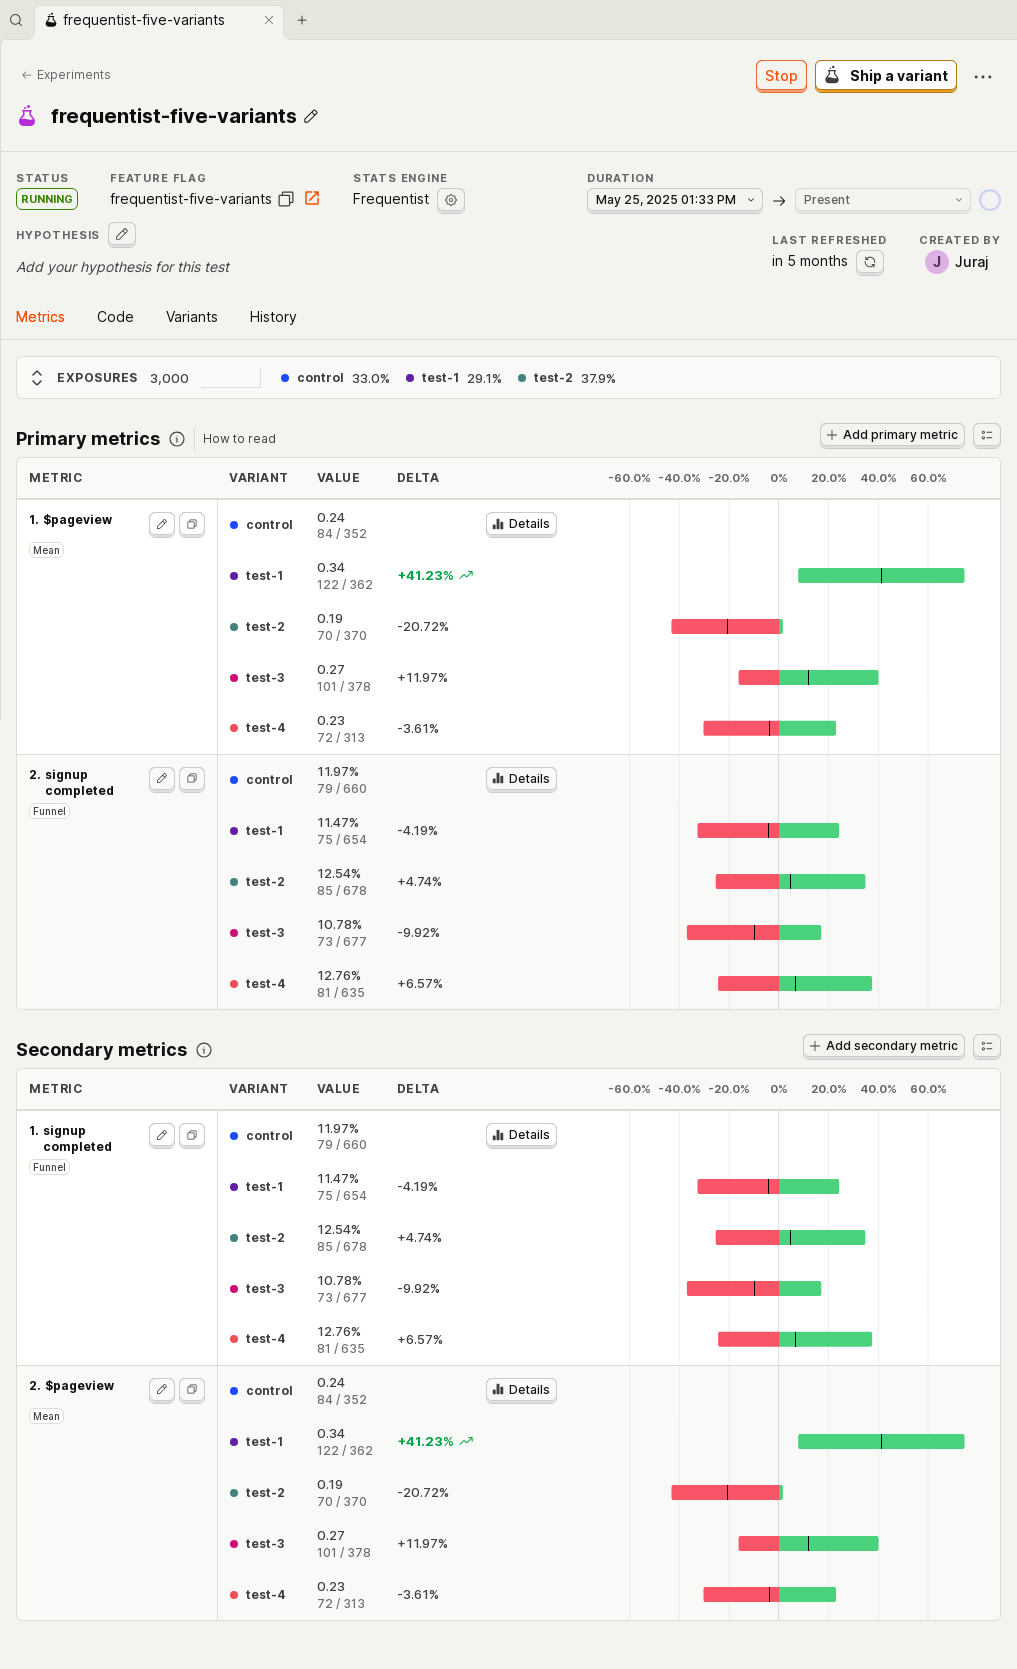 frequentist-five-variants
← Experiments
Stop
Ship a variant
frequentist-five-variants
STATUS
RUNNING
FEATURE FLAG
frequentist-five-variants
STATS ENGINE
Frequentist
DURATION
May 25, 2025 01:33 PM → Present
HYPOTHESIS
Add your hypothesis for this test
LAST REFRESHED
in 5 months
CREATED BY
J Juraj
Metrics Code Variants History
EXPOSURES 3,000 control 33.0% test-1 29.1% test-2 37.9%
Primary metrics How to read + Add primary metric
METRIC VARIANT VALUE DELTA -60.0% -40.0% -20.0% 0% 20.0% 40.0% 60.0%
1. $pageview
Mean
control 0.24 Details
84 / 352
test-1 0.34 +41.23%
122 / 362
test-2 0.19 -20.72%
70 / 370
test-3 0.27 +11.97%
101 / 378
test-4 0.23 -3.61%
72 / 313
2. signup
completed
Funnel
control 11.97% Details
79 / 660
test-1 11.47% -4.19%
75 / 654
test-2 12.54% +4.74%
85 / 678
test-3 10.78% -9.92%
73 / 677
test-4 12.76% +6.57%
81 / 635
Secondary metrics + Add secondary metric
METRIC VARIANT VALUE DELTA -60.0% -40.0% -20.0% 0% 20.0% 40.0% 60.0%
1. signup
completed
Funnel
control 11.97% Details
79 / 660
test-1 11.47% -4.19%
75 / 654
test-2 12.54% +4.74%
85 / 678
test-3 10.78% -9.92%
73 / 677
test-4 12.76% +6.57%
81 / 635
2. $pageview
Mean
control 0.24 Details
84 / 352
test-1 0.34 +41.23%
122 / 362
test-2 0.19 -20.72%
70 / 370
test-3 0.27 +11.97%
101 / 378
test-4 0.23 -3.61%
72 / 313